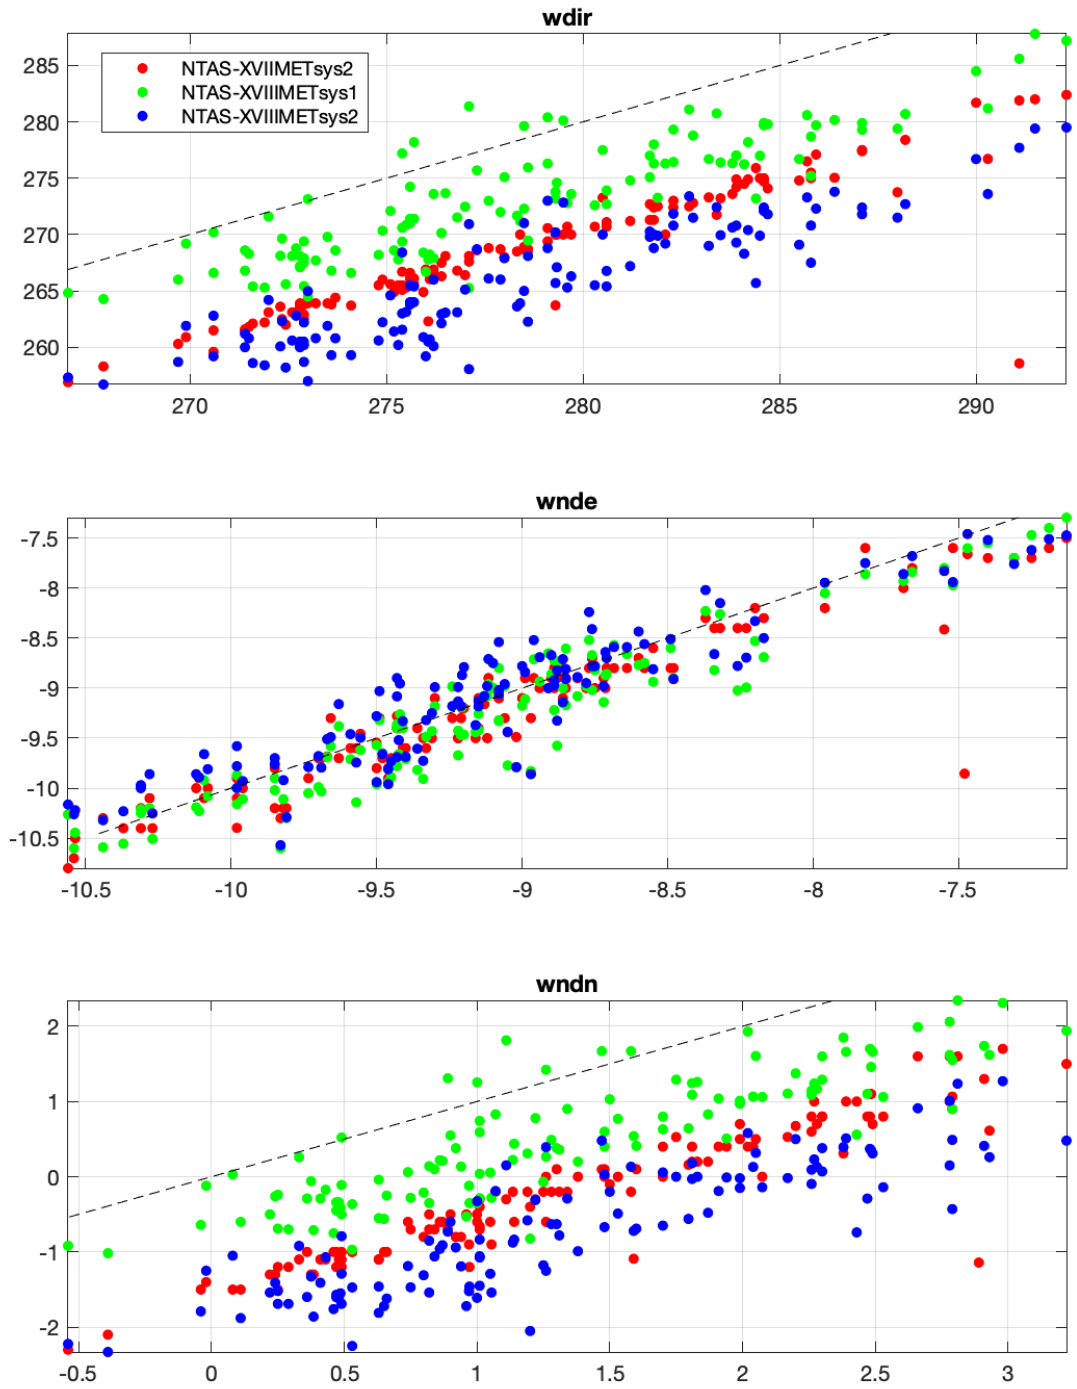 wdir
285
280
275
270
265
260
NTAS-XVIIMETsys2
NTAS-XVIIIMETsys1
NTAS-XVIIIMETsys2
270 275 280 285 290
wnde
-7.5
-8
-8.5
-9
-9.5
-10
-10.5
-10.5 -10 -9.5 -9 -8.5 -8 -7.5
wndn
2
1
0
-1
-2
-0.5 0 0.5 1 1.5 2 2.5 3